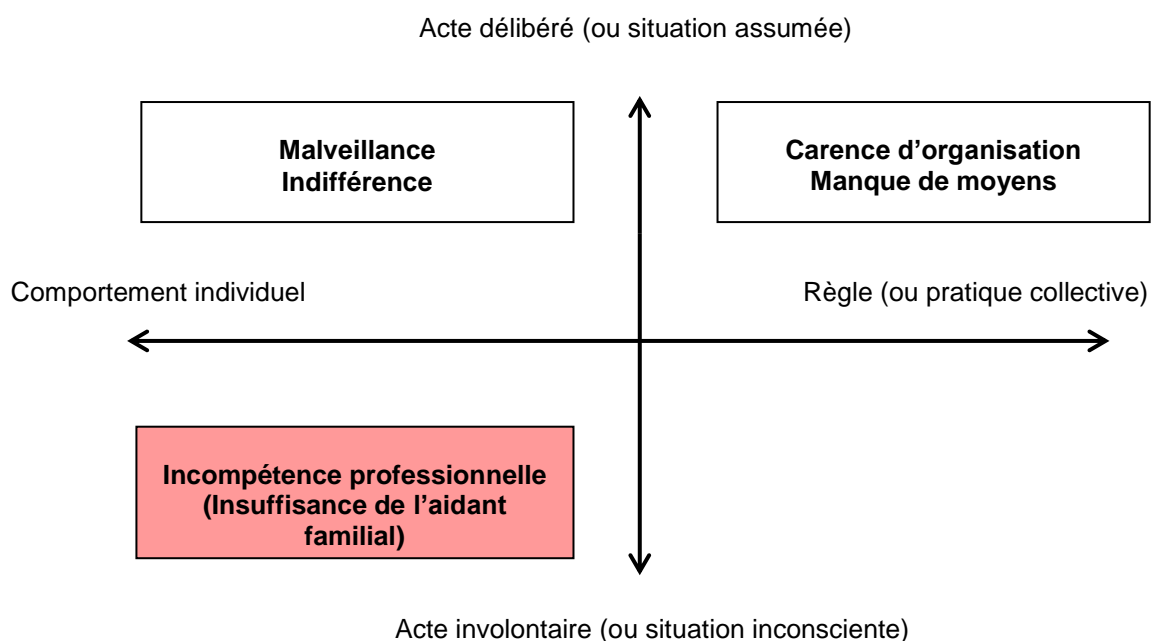 Acte délibéré (ou situation assumée)
Malveillance
Indifférence
Carence d’organisation
Manque de moyens
Comportement individuel
Règle (ou pratique collective)
Incompétence professionnelle
(Insuffisance de l’aidant
familial)
Acte involontaire (ou situation inconsciente)